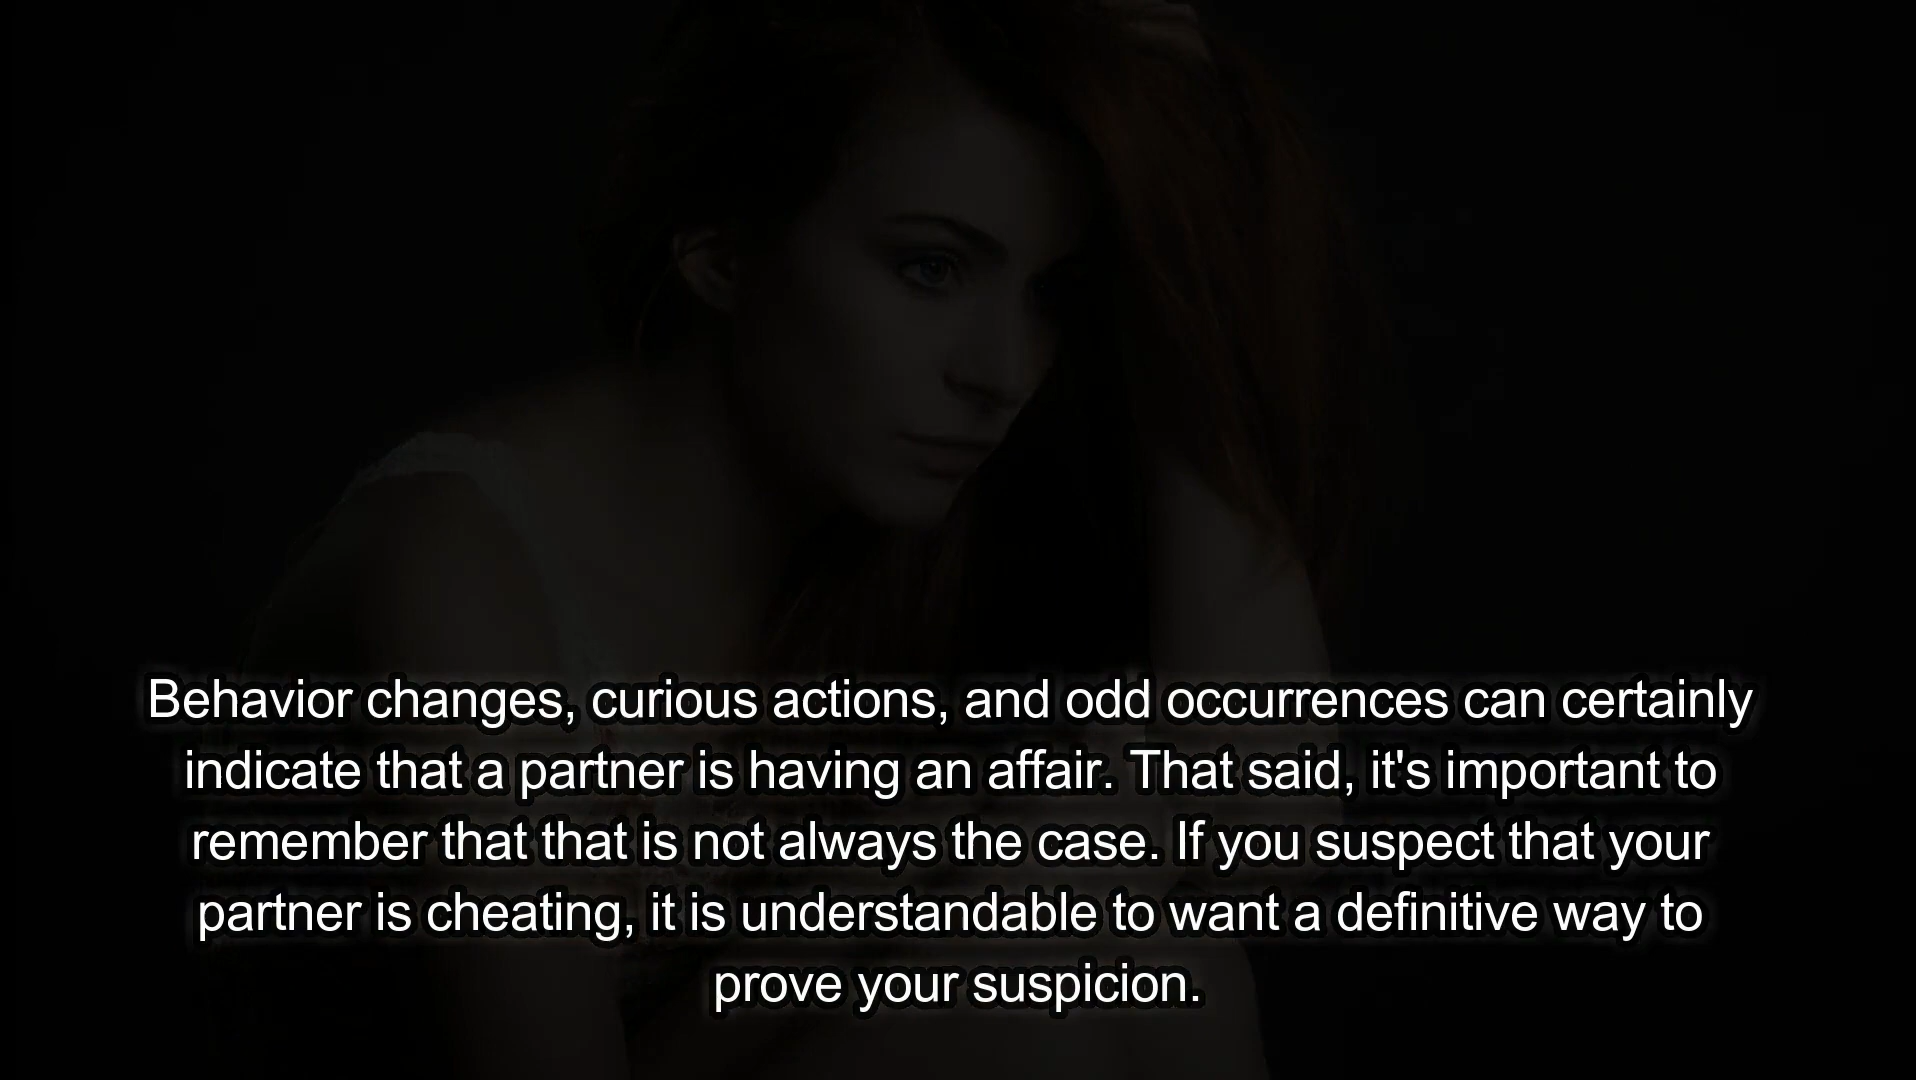 Behavior changes, curious actions, and odd occurrences can certainly
indicate that a partner is having an affair. That said, it's important to
remember that that is not always the case. If you suspect that your
partner is cheating, it is understandable to want a definitive way to
prove your suspicion.